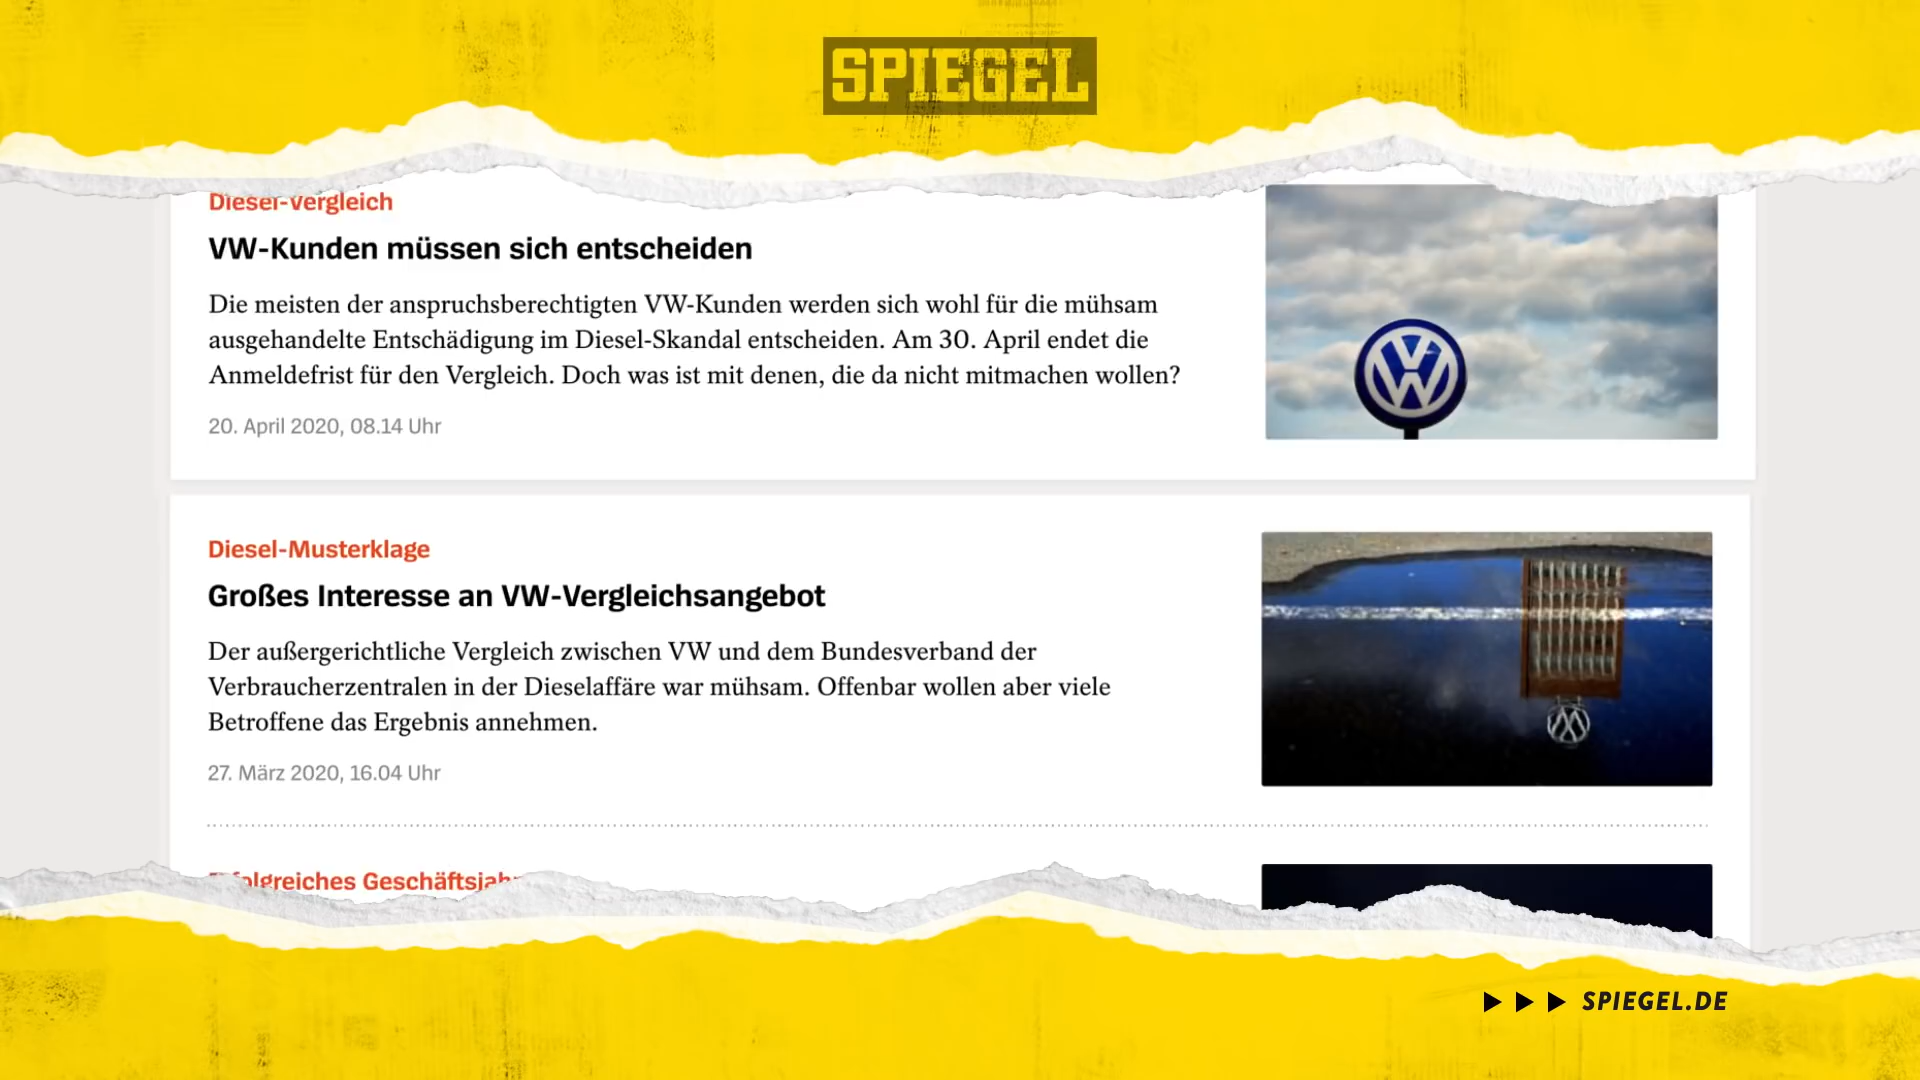 SPIEGEL
Diesel-Vergleich
VW-Kunden müssen sich entscheiden
Die meisten der anspruchsberechtigten VW-Kunden werden sich wohl für die mühsam
ausgehandelte Entschädigung im Diesel-Skandal entscheiden. Am 30. April endet die
Anmeldefrist für den Vergleich. Doch was ist mit denen, die da nicht mitmachen wollen?
20. April 2020, 08.14 Uhr
Diesel-Musterklage
Großes Interesse an VW-Vergleichsangebot
Der außergerichtliche Vergleich zwischen VW und dem Bundesverband der
Verbraucherzentralen in der Dieselaffäre war mühsam. Offenbar wollen aber viele
Betroffene das Ergebnis annehmen.
27. März 2020, 16.04 Uhr
Erfolgreiches Geschäftsjahr
SPIEGEL.DE